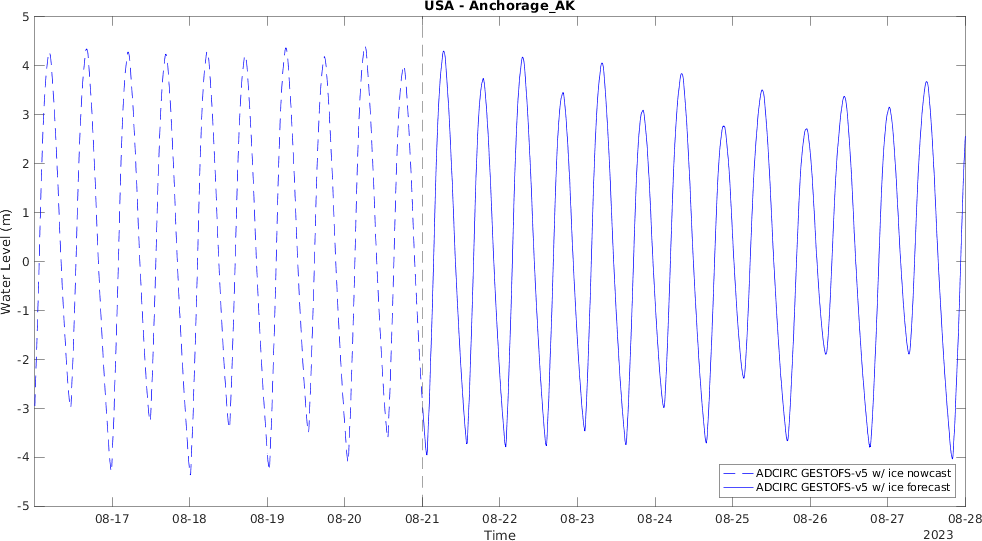 USA - Anchorage_AK
Water Level (m)
5
4
3
2
1
0
-1
-2
-3
-4
-5
ADCIRC GESTOFS-v5 w/ ice nowcast
ADCIRC GESTOFS-v5 w/ ice forecast
08-17 08-18 08-19 08-20 08-21 08-22 08-23 08-24 08-25 08-26 08-27 08-28
Time
2023